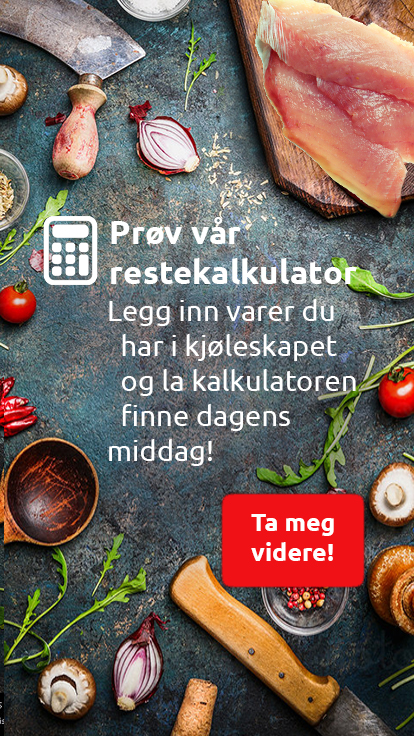 Prøv vår
restekalkulator
Legg inn varer du
har i kjøleskapet
og la kalkulatoren
finne dagens
middag!
Ta meg
videre!